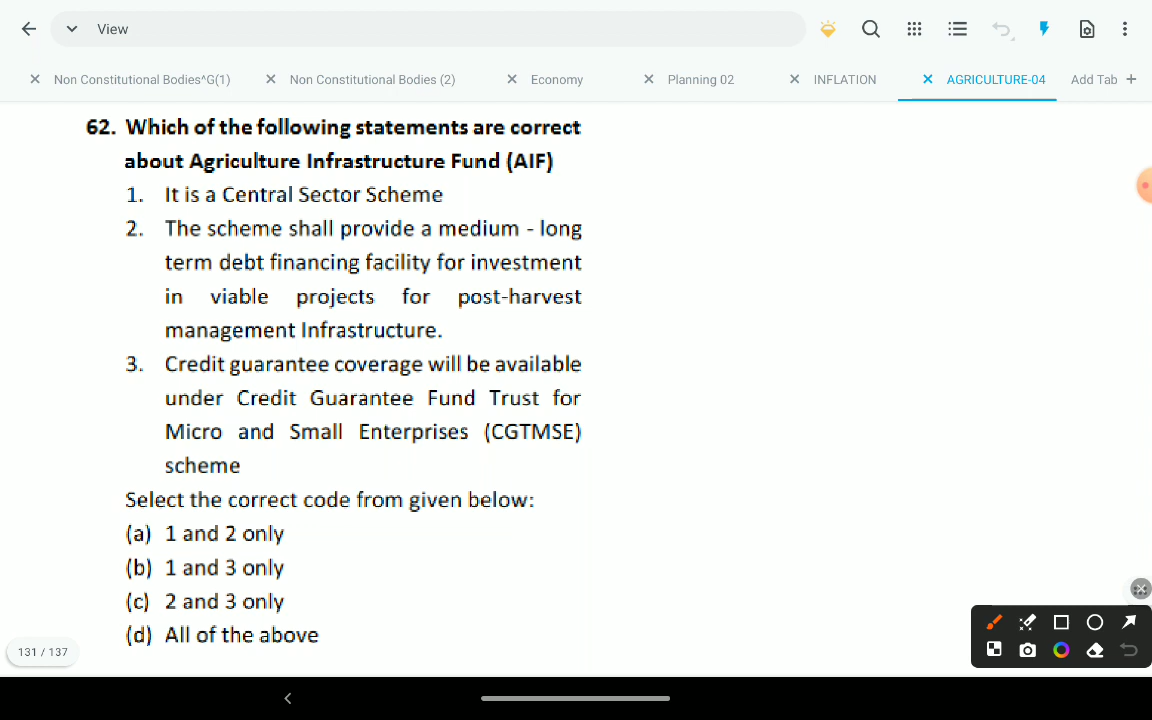 View
Non Constitutional Bodies^G(1)
Non Constitutional Bodies (2)
Economy
Planning 02
INFLATION
AGRICULTURE-04
Add Tab +
62. Which of the following statements are correct
about Agriculture Infrastructure Fund (AIF)
1. It is a Central Sector Scheme
2. The scheme shall provide a medium - long
term debt financing facility for investment
in viable projects for post-harvest
management Infrastructure.
3. Credit guarantee coverage will be available
under Credit Guarantee Fund Trust for
Micro and Small Enterprises (CGTMSE)
scheme
Select the correct code from given below:
(a) 1 and 2 only
(b) 1 and 3 only
(c) 2 and 3 only
(d) All of the above
131 / 137